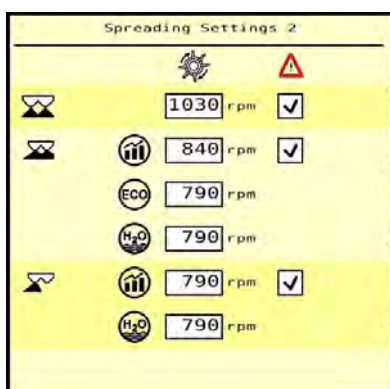 Spreading Settings 2
1030 rpm
840 rpm
ECO 790 rpm
H₂O 790 rpm
790 rpm
H₂O 790 rpm